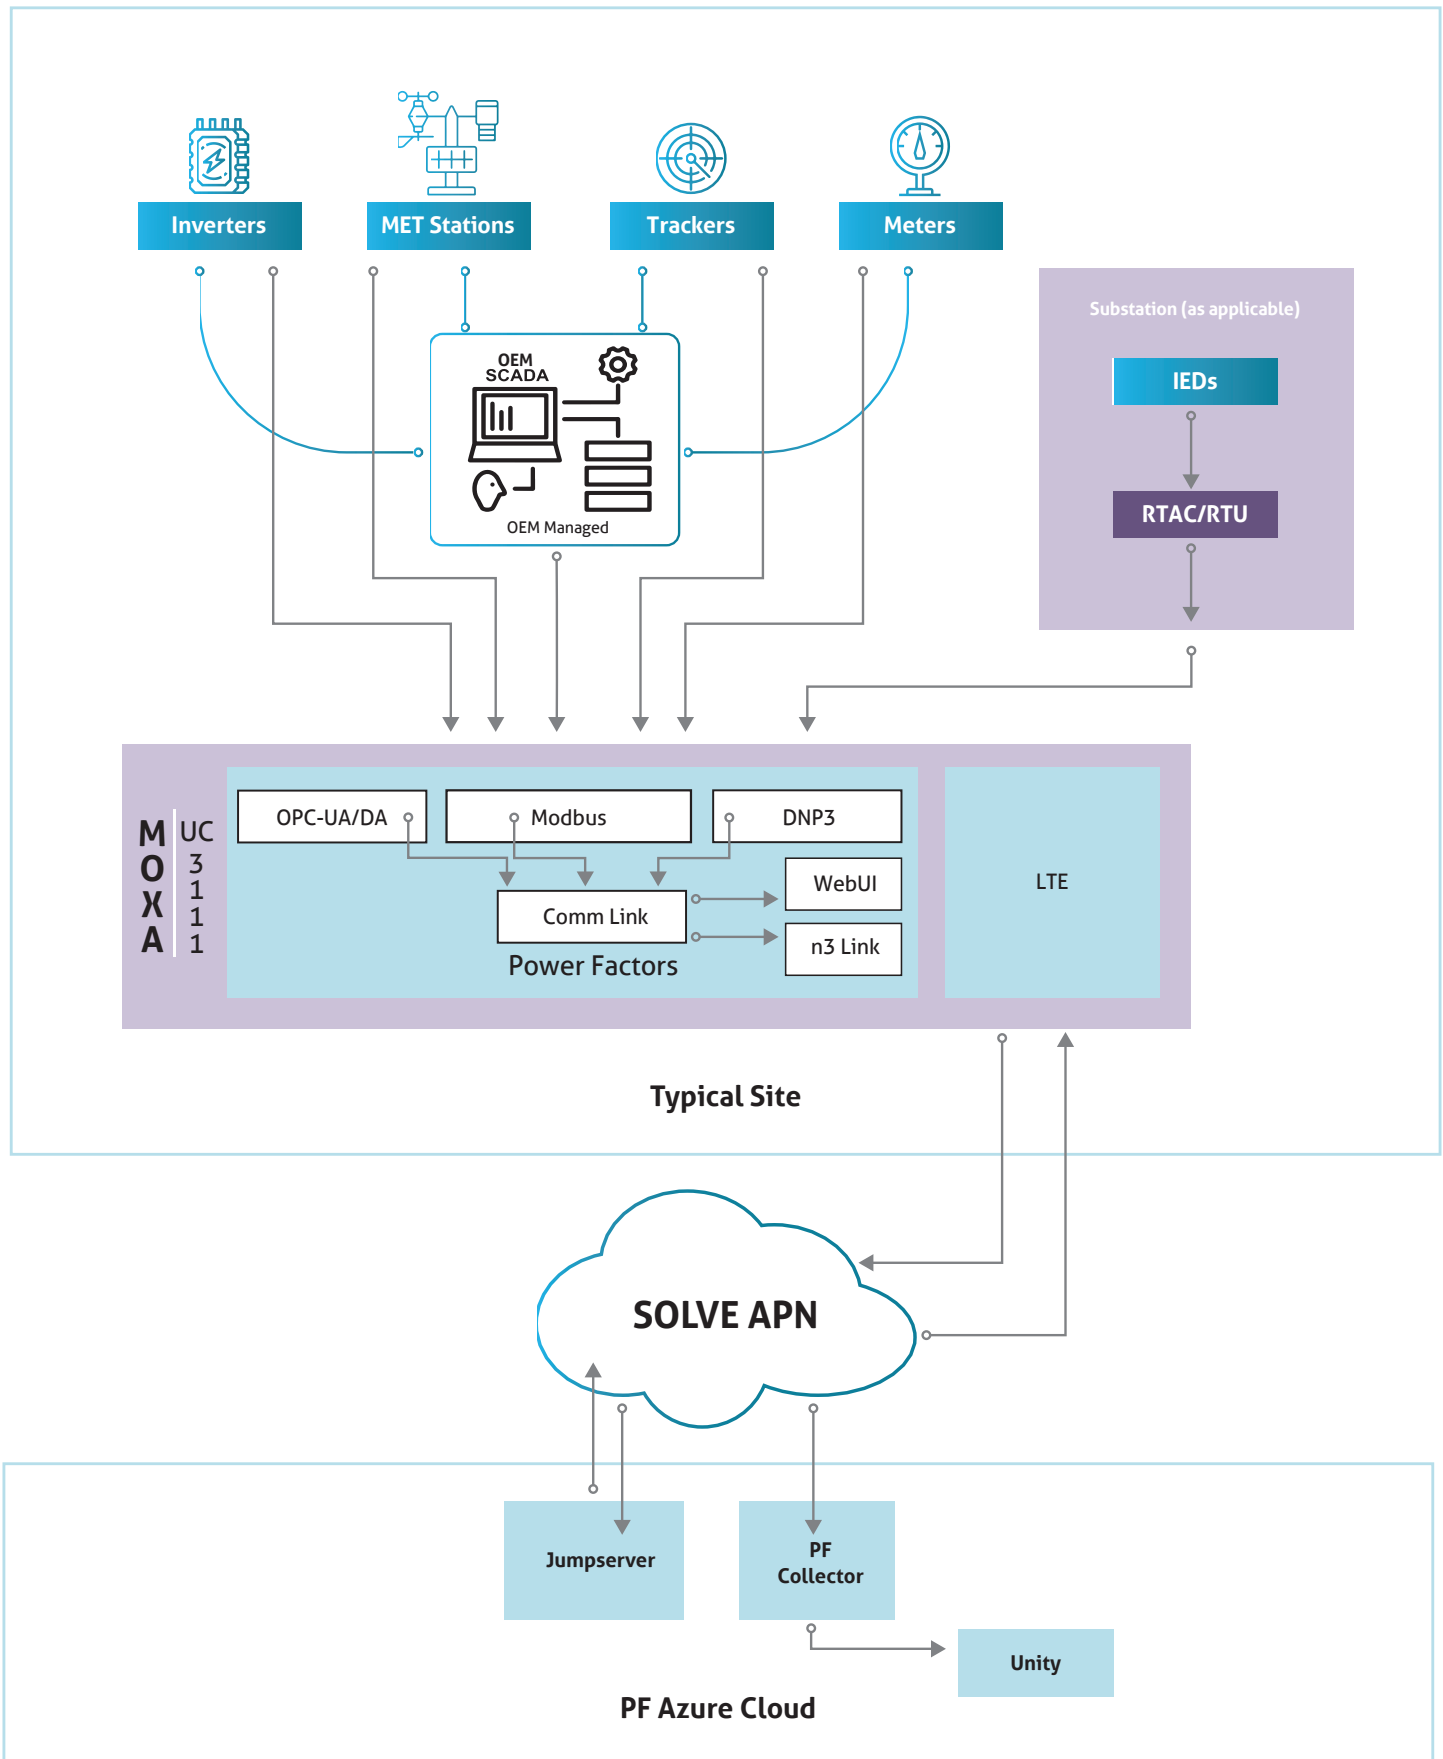 Inverters
MET Stations
Trackers
Meters
Substation (as applicable)
IEDs
RTAC/RTU
OEM
SCADA
OEM Managed
MOXA
UC
3
1
1
1
OPC-UA/DA
Modbus
DNP3
WebUI
Comm Link
n3 Link
Power Factors
LTE
Typical Site
SOLVE APN
Jumpserver
PF
Collector
Unity
PF Azure Cloud